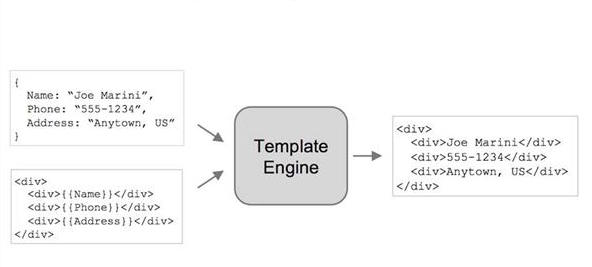 {
Name: “Joe Marini”,
Phone: “555-1234”,
Address: “Anytown, US”
}
<div>
<div>{{Name}}</div>
<div>{{Phone}}</div>
<div>{{Address}}</div>
</div>
Template
Engine
<div>
<div>Joe Marini</div>
<div>555-1234</div>
<div>Anytown, US</div>
</div>